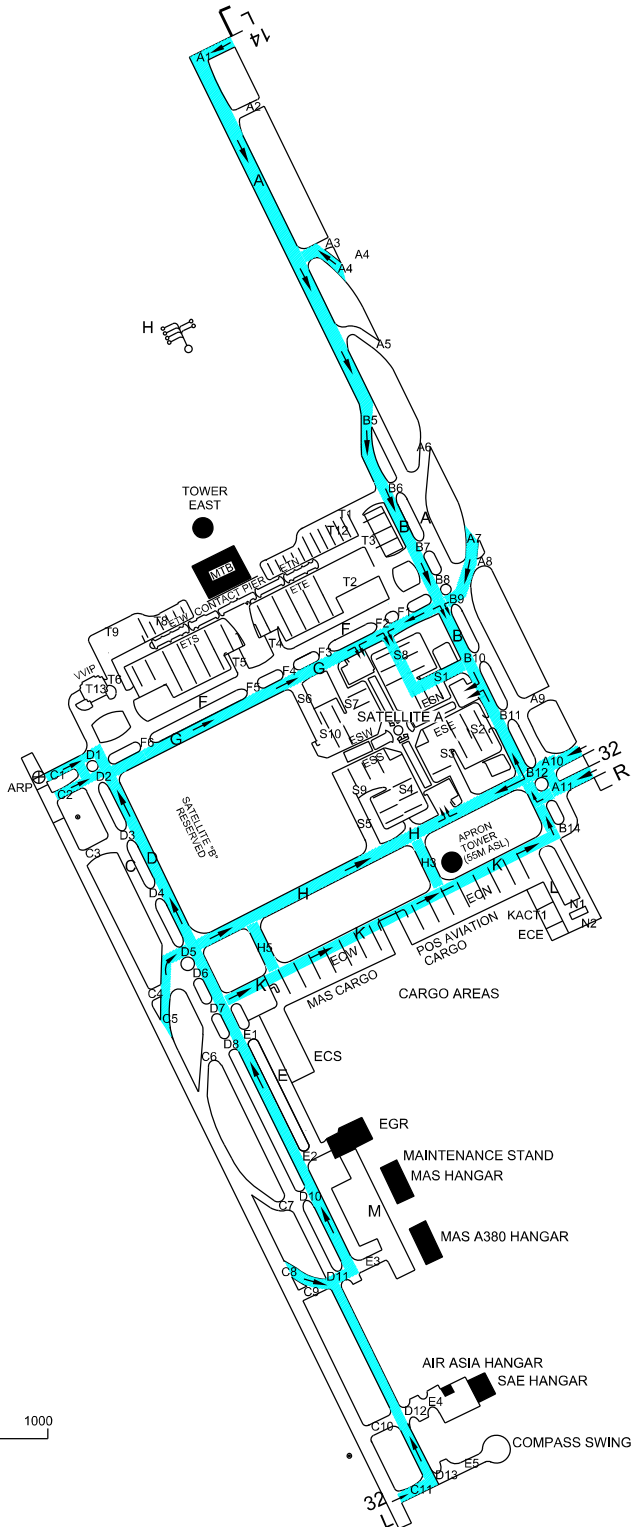 14
L
A1
A2
A
A3
A4
A4
H
A5
B5
A6
TOWER
EAST
B6
T1
T12
A
B
T3
A7
B7
MTB
A8
ETN
CONTACT PIER
ETE
T2
B8
B9
T8
ETW
F1
F2
T9
ETS
F
B
T4
S8
F3
G
T5
B10
VVIP
F4
S1
T6
T13
F5
ESN
S6
S7
A9
F
SATELLITE A
B11
S2
ESE
S10
ESW
G
F6
ESS
S3
D1
32
R
A10
C1
ARP
B12
A11
C2
D2
S9
S4
SATELLITE "B"
RESERVED
S5
B14
D3
H
APRON
TOWER
(55M ASL)
C3
C
D
H3
K
H
L
D4
ECN
N1
KACT1
N2
POS AVIATION
CARGO
ECE
K
D5
H5
ECW
D6
K
MAS CARGO
CARGO AREAS
C4
D7
C5
E1
D8
C6
ECS
E
EGR
E2
MAINTENANCE STAND
MAS HANGAR
D10
C7
M
MAS A380 HANGAR
E3
C8
D11
C9
AIR ASIA HANGAR
SAE HANGAR
E4
D12
1000
C10
COMPASS SWING
E5
D13
C11
32
L